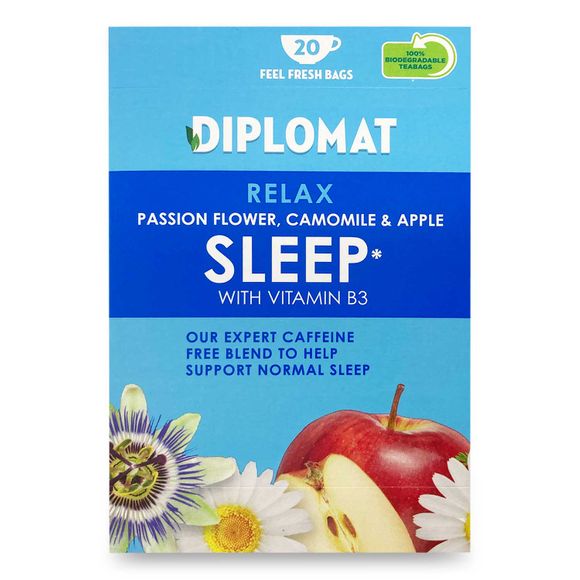 20
FEEL FRESH BAGS
100%
BIODEGRADABLE
TEABAGS
DIPLOMAT
RELAX
PASSION FLOWER, CAMOMILE & APPLE
SLEEP*
WITH VITAMIN B3
OUR EXPERT CAFFEINE
FREE BLEND TO HELP
SUPPORT NORMAL SLEEP